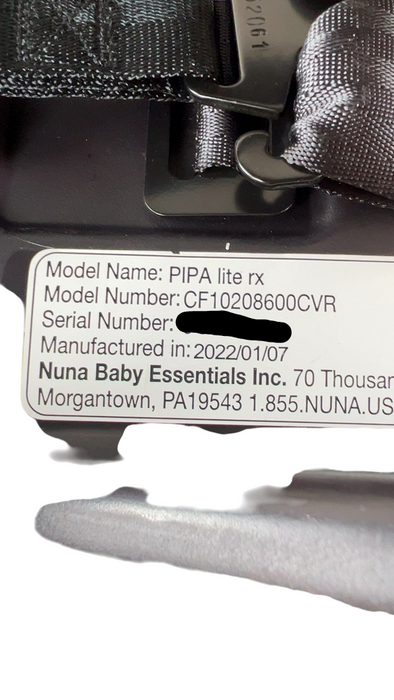 Model Name: PIPA lite rx
Model Number: CF10208600CVR
Serial Number:
Manufactured in: 2022/01/07
Nuna Baby Essentials Inc. 70 Thousan
Morgantown, PA19543 1.855.NUNA.US